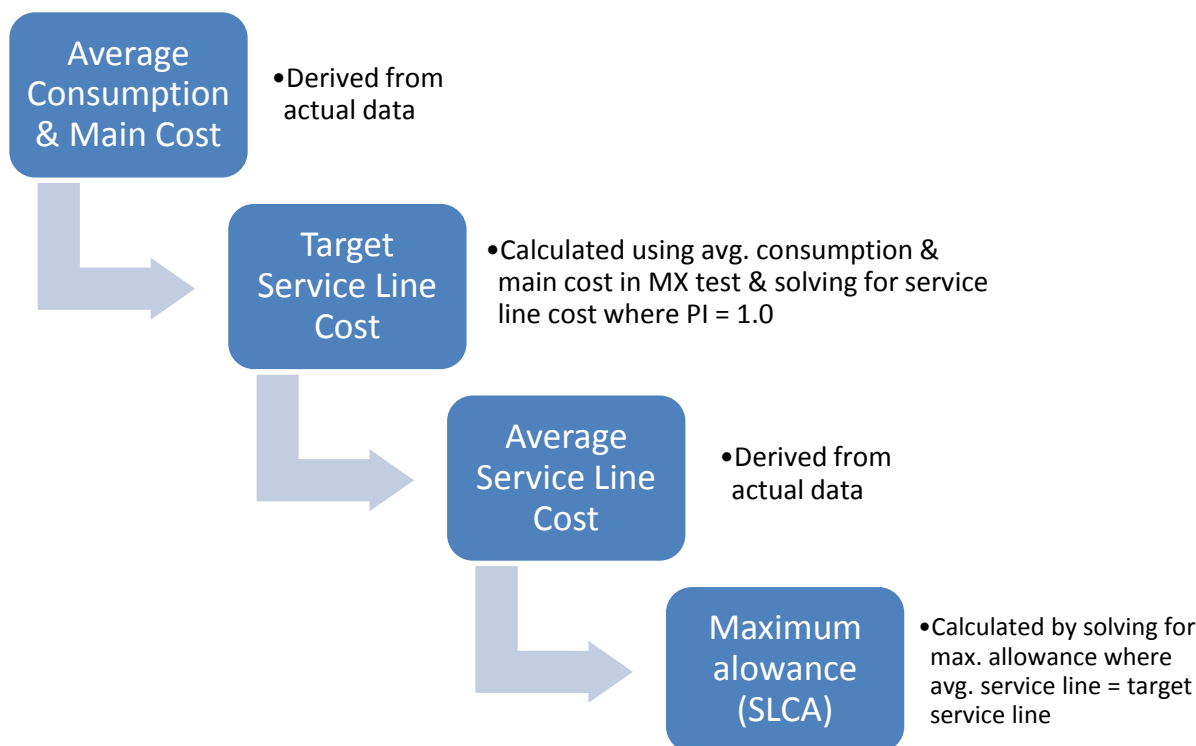 Average
Consumption
& Main Cost
•Derived from
actual data
Target
Service Line
Cost
•Calculated using avg. consumption &
main cost in MX test & solving for service
line cost where PI = 1.0
Average
Service Line
Cost
•Derived from
actual data
Maximum
alowance
(SLCA)
•Calculated by solving for
max. allowance where
avg. service line = target
service line